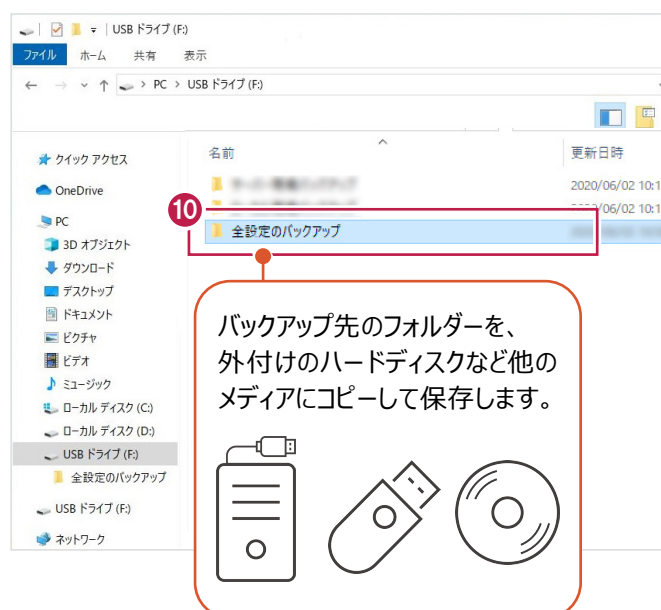 USB ドライブ (F:)
ファイル ホーム 共有 表示
PC > USB ドライブ (F:)
名前 更新日時
クイック アクセス
OneDrive
PC
3D オブジェクト
ダウンロード
デスクトップ
ドキュメント
ピクチャ
ビデオ
ミュージック
ローカル ディスク (C:)
ローカル ディスク (D:)
USB ドライブ (F:)
全設定のバックアップ
USB ドライブ (F:)
ネットワーク
2020/06/02 10:1
10
全設定のバックアップ
バックアップ先のフォルダーを、
外付けのハードディスクなど他の
メディアにコピーして保存します。